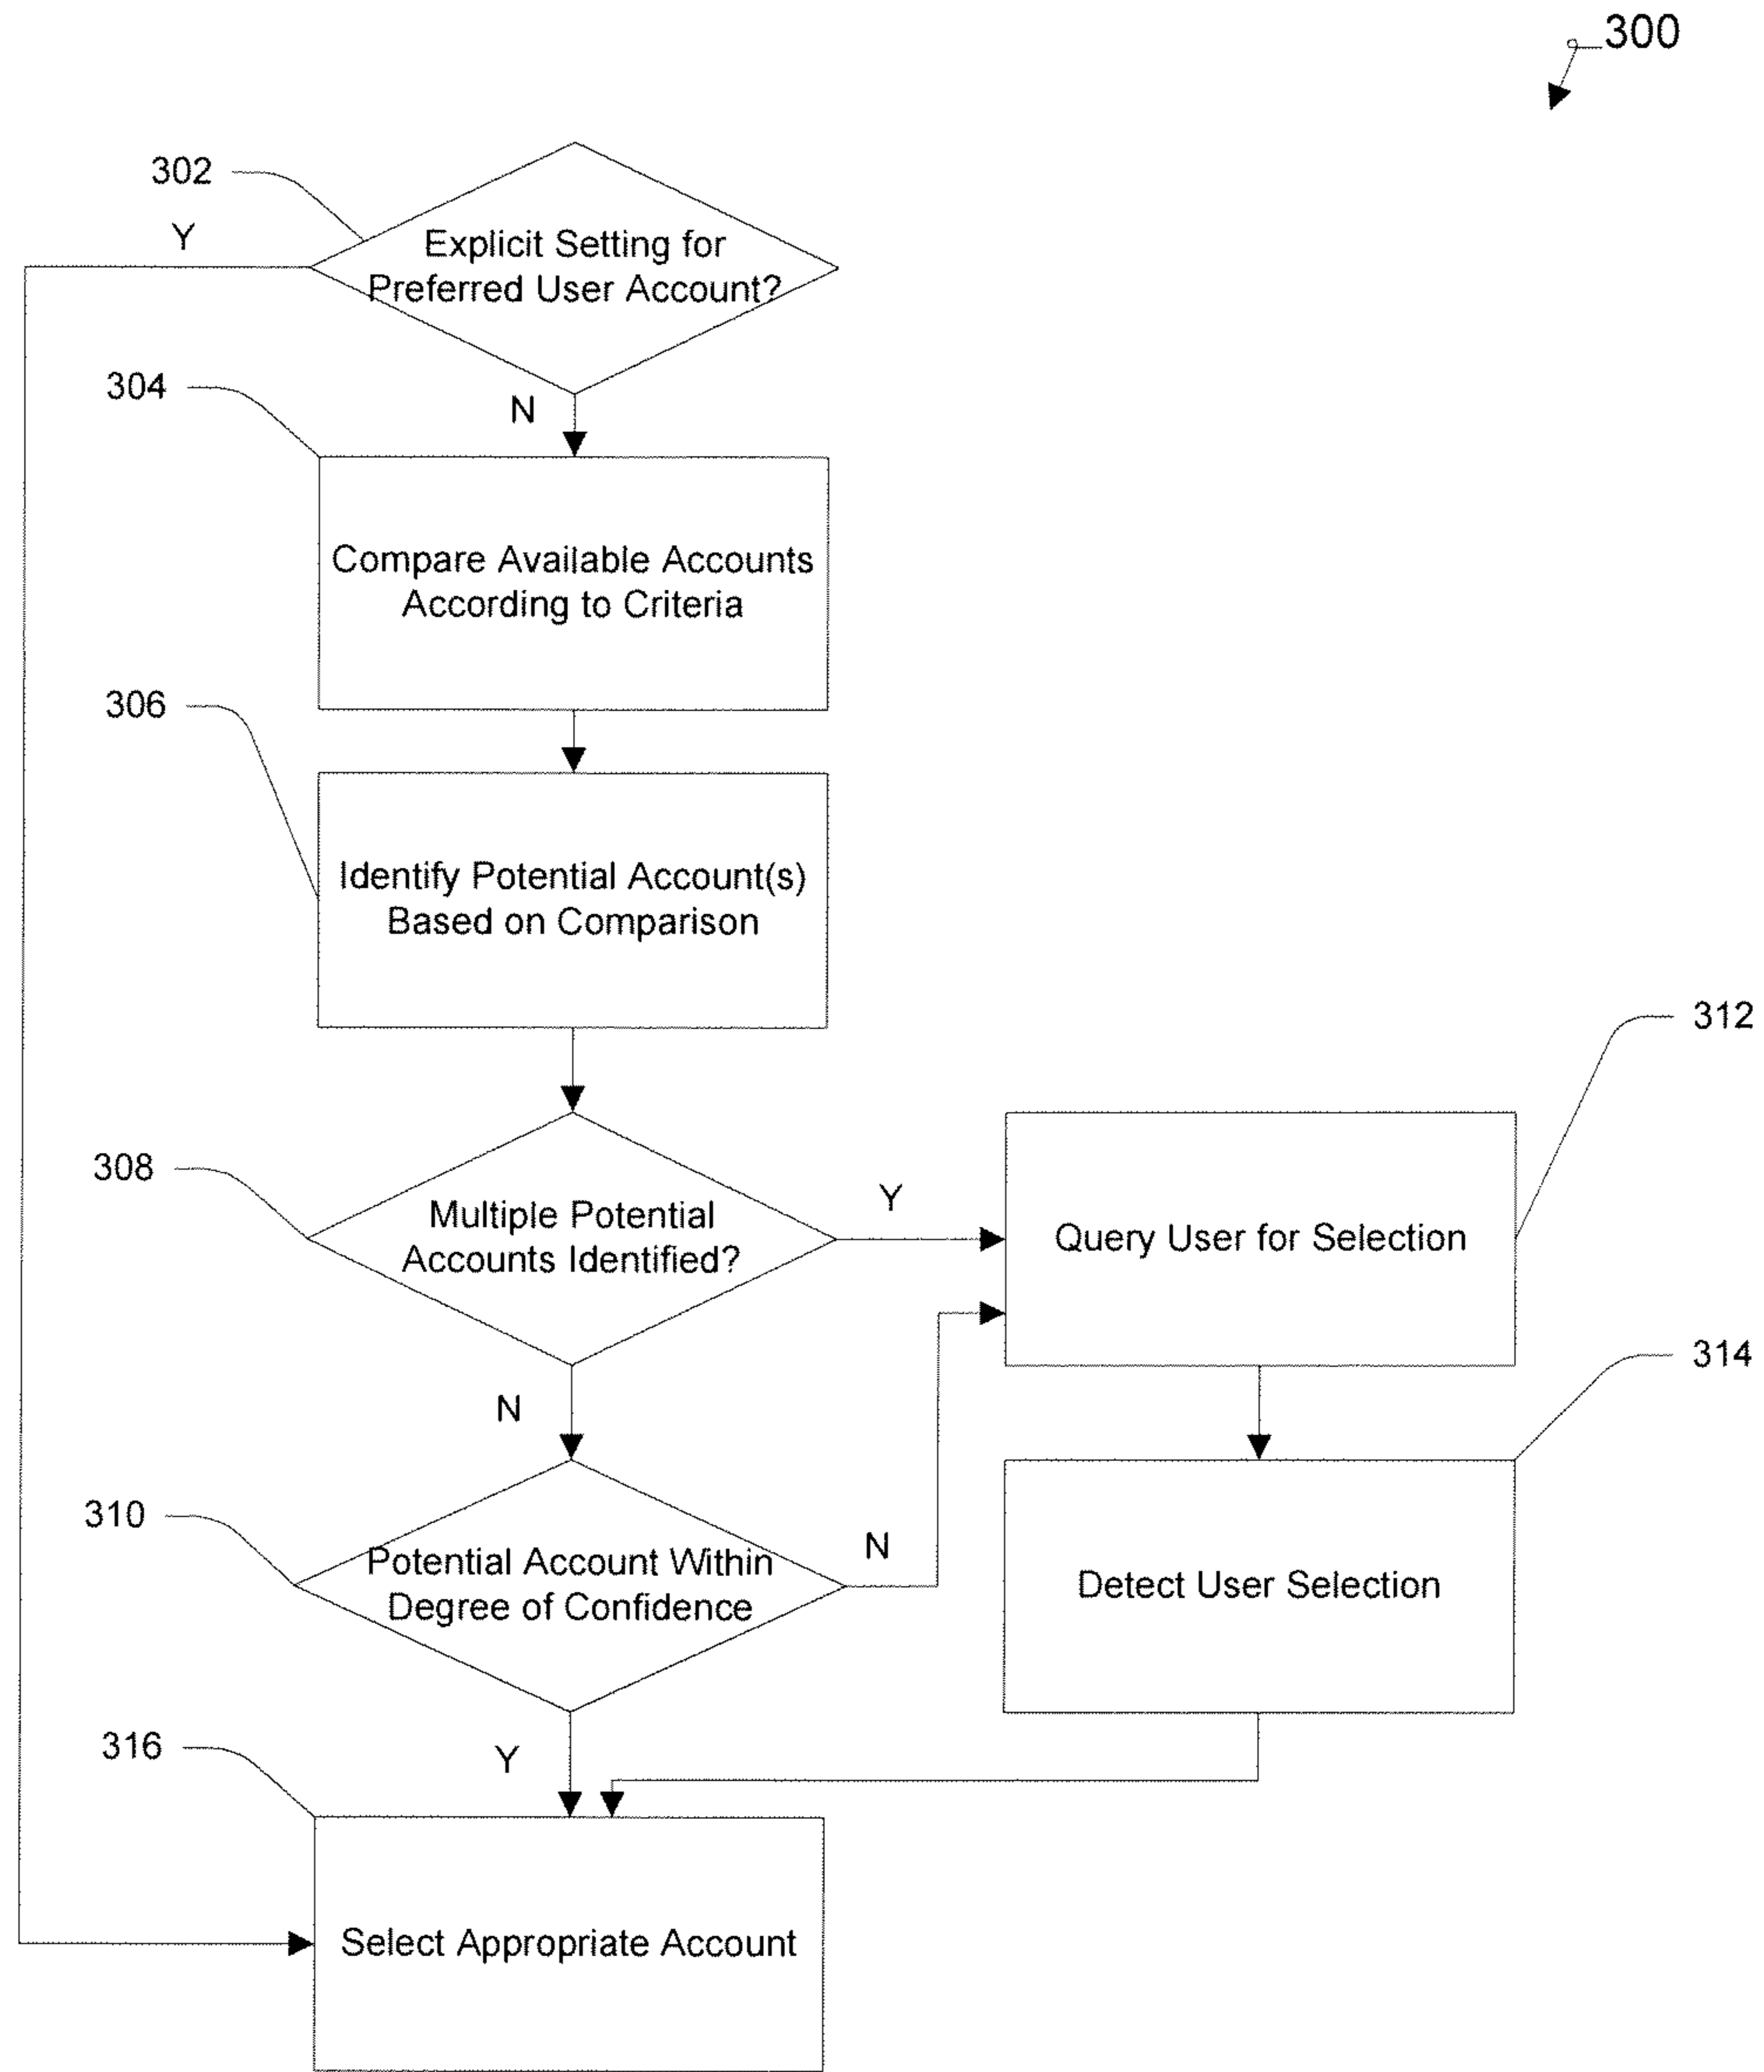 300
302
Y
Explicit Setting for
Preferred User Account?
304
N
Compare Available Accounts
According to Criteria
306
Identify Potential Account(s)
Based on Comparison
312
308
Y
Multiple Potential
Accounts Identified?
Query User for Selection
314
N
310
N
Potential Account Within
Degree of Confidence
Detect User Selection
316
Y
Select Appropriate Account